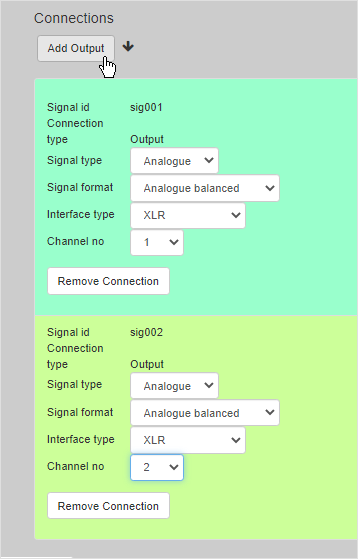 Connections
Add Output
Signal id sig001
Connection
type Output
Signal type Analogue
Signal format Analogue balanced
Interface type XLR
Channel no 1
Remove Connection
Signal id sig002
Connection
type Output
Signal type Analogue
Signal format Analogue balanced
Interface type XLR
Channel no 2
Remove Connection